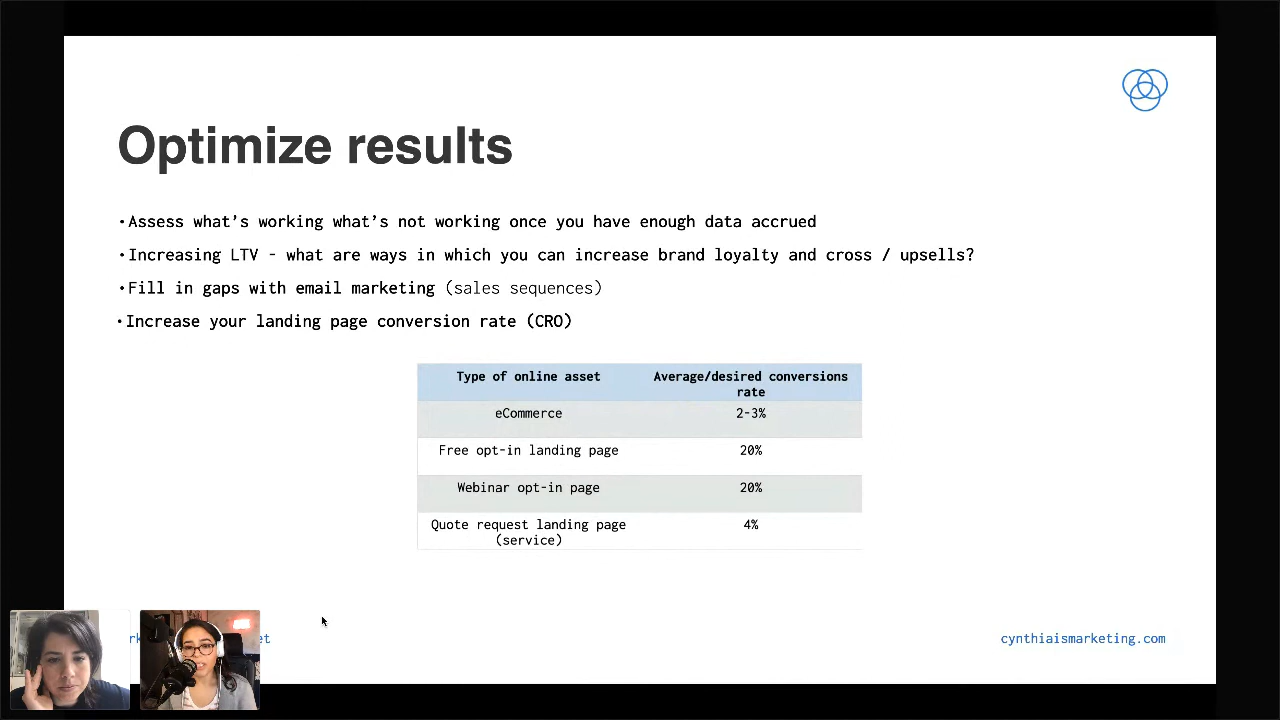 Optimize results
•Assess what's working what's not working once you have enough data accrued
•Increasing LTV - what are ways in which you can increase brand loyalty and cross / upsells?
•Fill in gaps with email marketing (sales sequences)
•Increase your landing page conversion rate (CRO)
Type of online asset
Average/desired conversions
rate
eCommerce
2-3%
Free opt-in landing page
20%
Webinar opt-in page
20%
Quote request landing page
(service)
4%
cynthiaismarketing.com